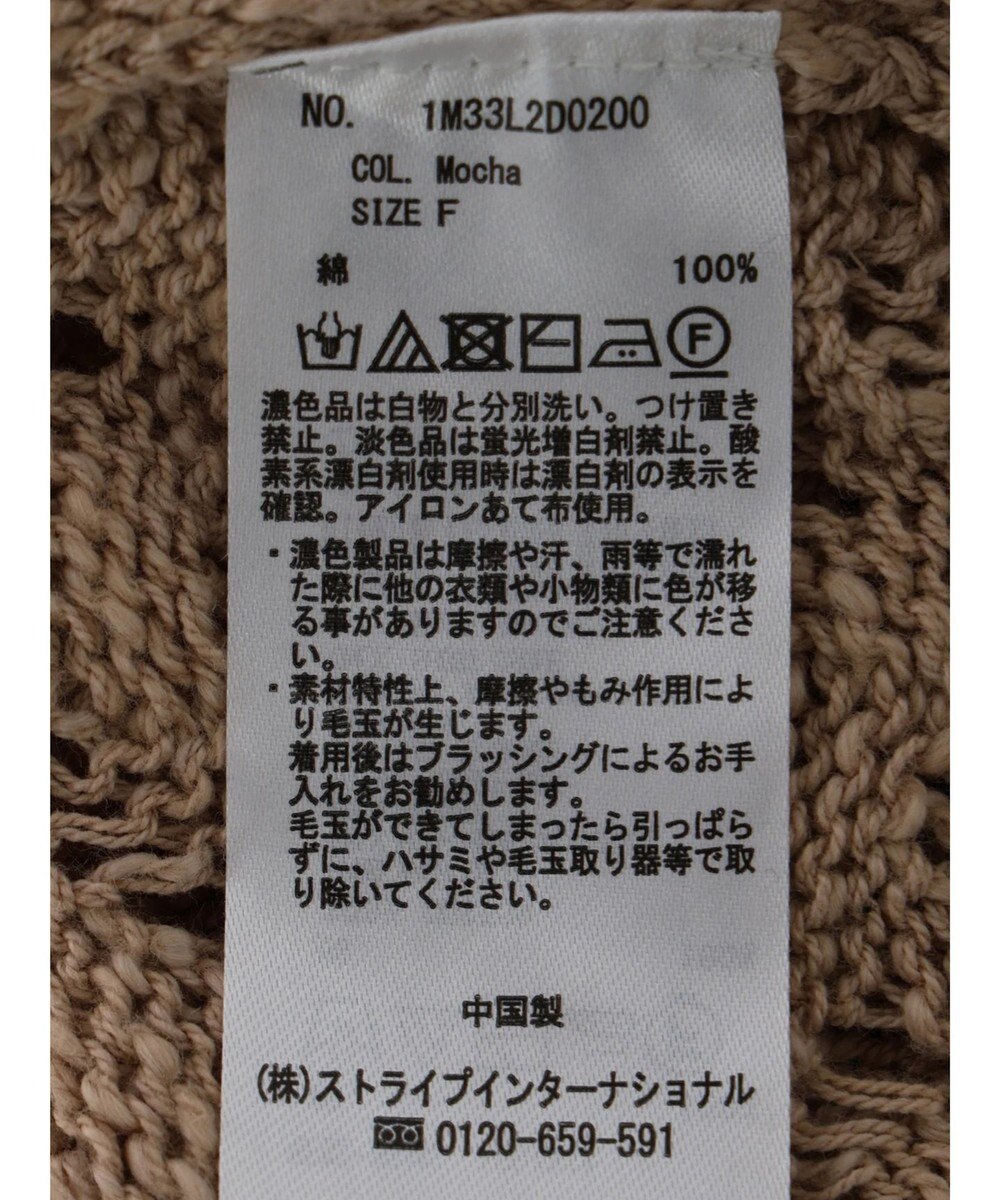 NO. 1M33L2D0200
COL. Mocha
SIZE F
綿 100%
F
濃色品は白物と分別洗い。つけ置き
禁止。淡色品は蛍光増白剤禁止。酸
素系漂白剤使用時は漂白剤の表示を
確認。アイロンあて布使用。
・濃色製品は摩擦や汗、雨等で濡れ
た際に他の衣類や小物類に色が移
る事がありますのでご注意くださ
い。
・素材特性上、摩擦やもみ作用によ
り毛玉が生じます。
着用後はブラッシングによるお手
入れをお勧めします。
毛玉ができてしまったら引っぱら
ずに、ハサミや毛玉取り器等で取
り除いてください。
中国製
(株)ストライプインターナショナル
0120-659-591